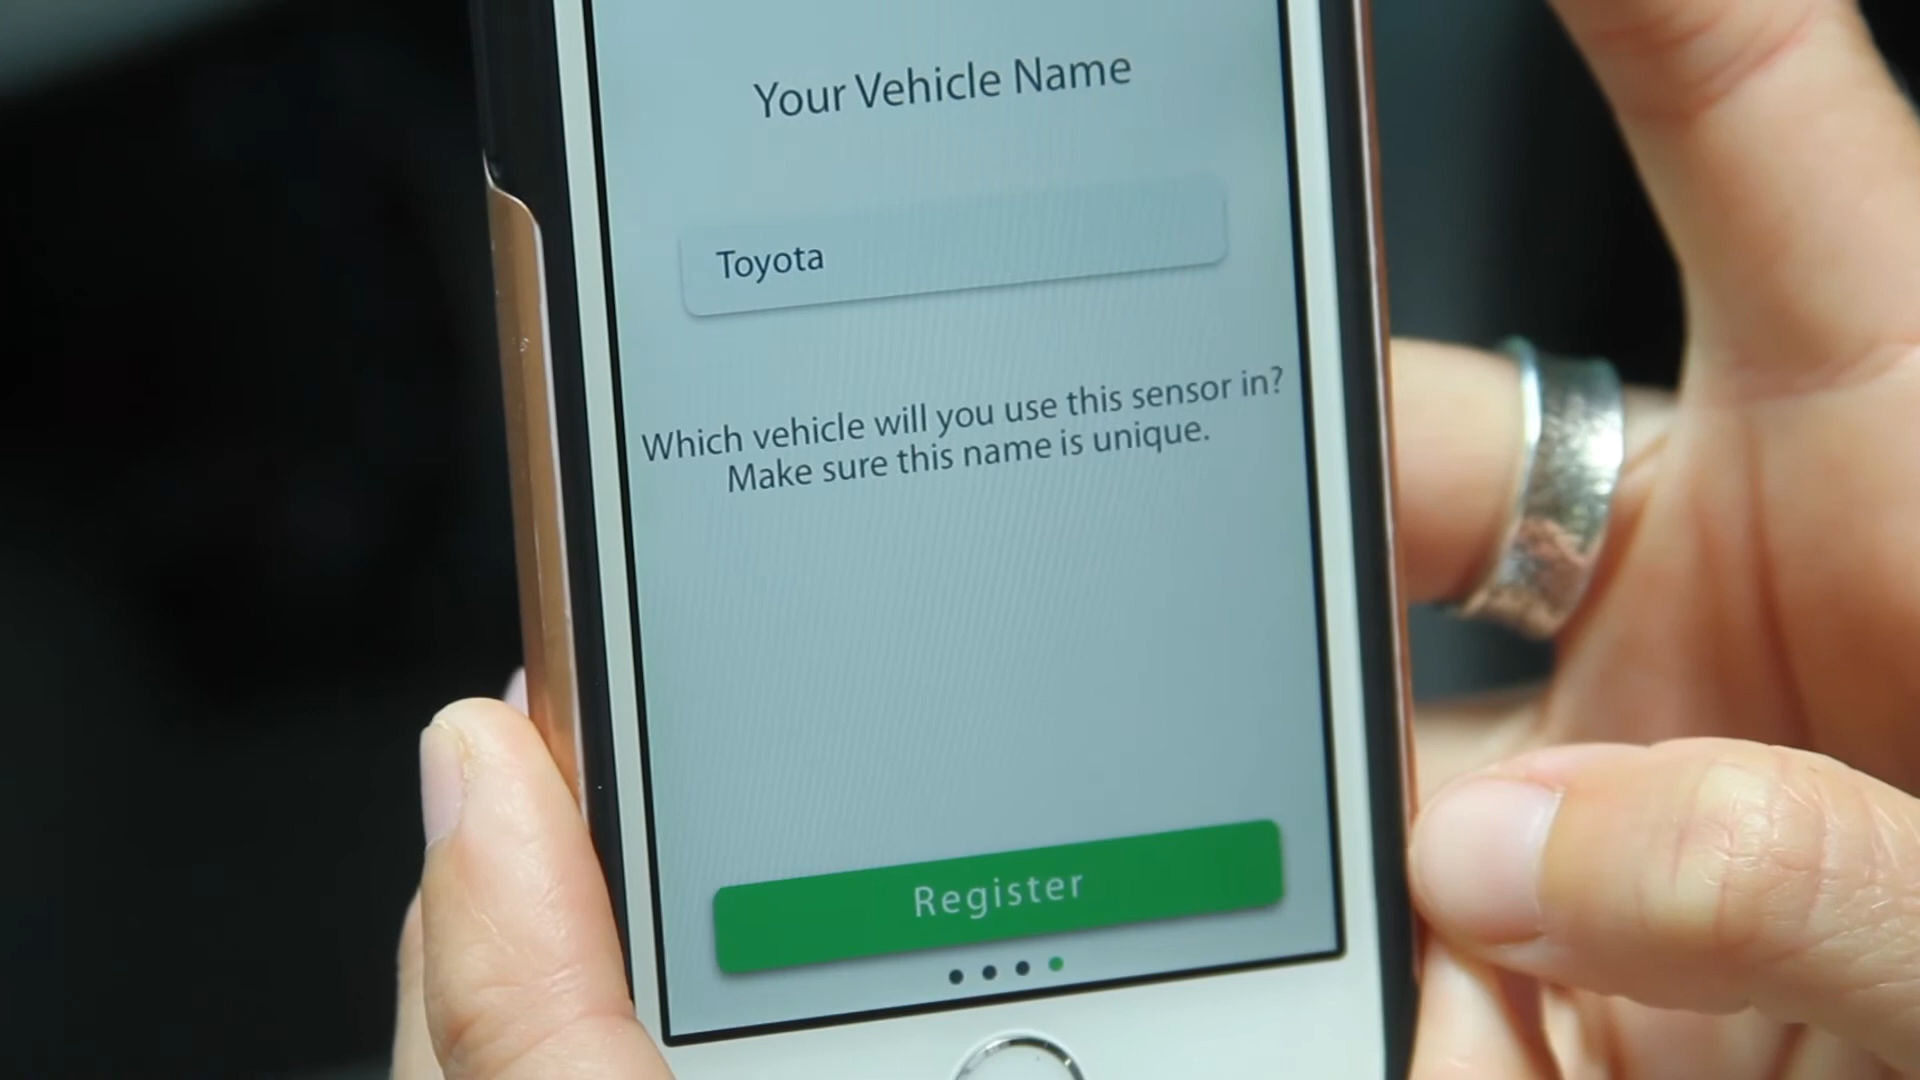 Your Vehicle Name
Toyota
Which vehicle will you use this sensor in?
Make sure this name is unique.
Register